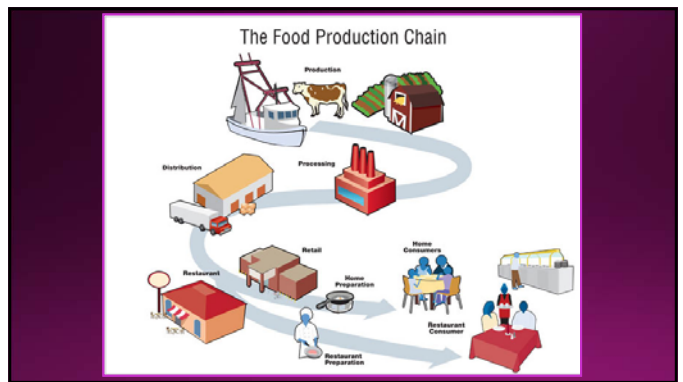 The Food Production Chain
Production
Processing
Distribution
Home
Consumers
Retail
Restaurant
Home
Preparation
Restaurant
Consumer
Restaurant
Preparation